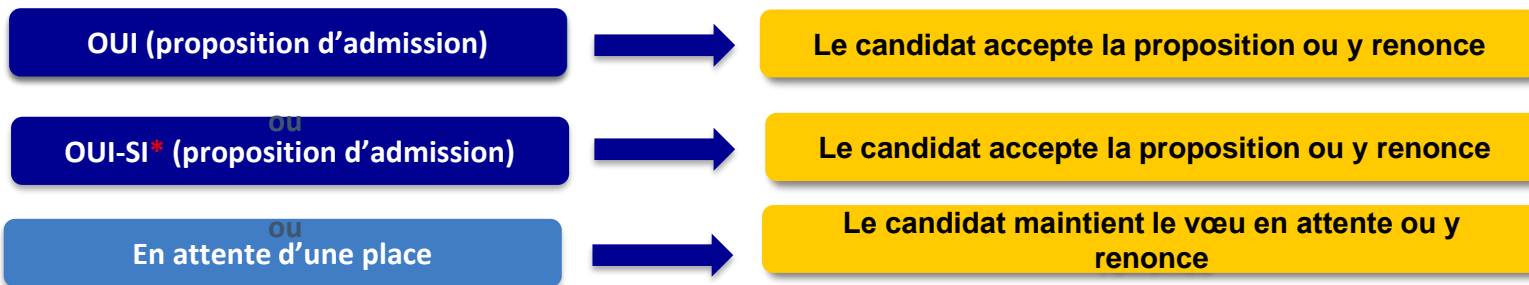 OUI (proposition d’admission)
Le candidat accepte la proposition ou y renonce
ou
OUI-SI* (proposition d’admission)
Le candidat accepte la proposition ou y renonce
ou
En attente d’une place
Le candidat maintient le vœu en attente ou y
renonce